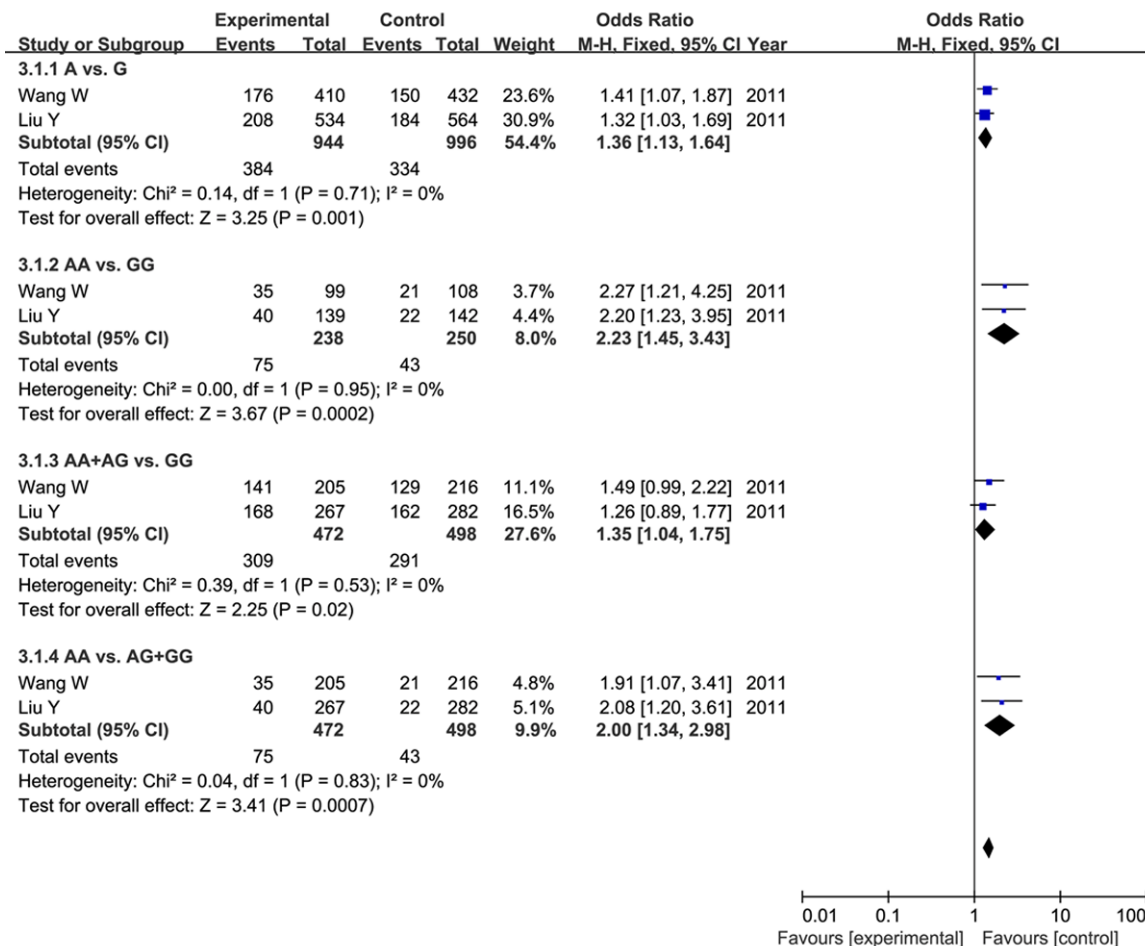 Experimental Control Odds Ratio Odds Ratio
Study or Subgroup Events Total Events Total Weight M-H, Fixed, 95% CI Year M-H, Fixed, 95% CI
3.1.1 A vs. G
Wang W 176 410 150 432 23.6% 1.41 [1.07, 1.87] 2011
Liu Y 208 534 184 564 30.9% 1.32 [1.03, 1.69] 2011
Subtotal (95% CI) 944 996 54.4% 1.36 [1.13, 1.64]
Total events 384 334
Heterogeneity: Chi² = 0.14, df = 1 (P = 0.71); I² = 0%
Test for overall effect: Z = 3.25 (P = 0.001)
3.1.2 AA vs. GG
Wang W 35 99 21 108 3.7% 2.27 [1.21, 4.25] 2011
Liu Y 40 139 22 142 4.4% 2.20 [1.23, 3.95] 2011
Subtotal (95% CI) 238 250 8.0% 2.23 [1.45, 3.43]
Total events 75 43
Heterogeneity: Chi² = 0.00, df = 1 (P = 0.95); I² = 0%
Test for overall effect: Z = 3.67 (P = 0.0002)
3.1.3 AA+AG vs. GG
Wang W 141 205 129 216 11.1% 1.49 [0.99, 2.22] 2011
Liu Y 168 267 162 282 16.5% 1.26 [0.89, 1.77] 2011
Subtotal (95% CI) 472 498 27.6% 1.35 [1.04, 1.75]
Total events 309 291
Heterogeneity: Chi² = 0.39, df = 1 (P = 0.53); I² = 0%
Test for overall effect: Z = 2.25 (P = 0.02)
3.1.4 AA vs. AG+GG
Wang W 35 205 21 216 4.8% 1.91 [1.07, 3.41] 2011
Liu Y 40 267 22 282 5.1% 2.08 [1.20, 3.61] 2011
Subtotal (95% CI) 472 498 9.9% 2.00 [1.34, 2.98]
Total events 75 43
Heterogeneity: Chi² = 0.04, df = 1 (P = 0.83); I² = 0%
Test for overall effect: Z = 3.41 (P = 0.0007)
0.01 0.1 1 10 100
Favours [experimental] Favours [control]